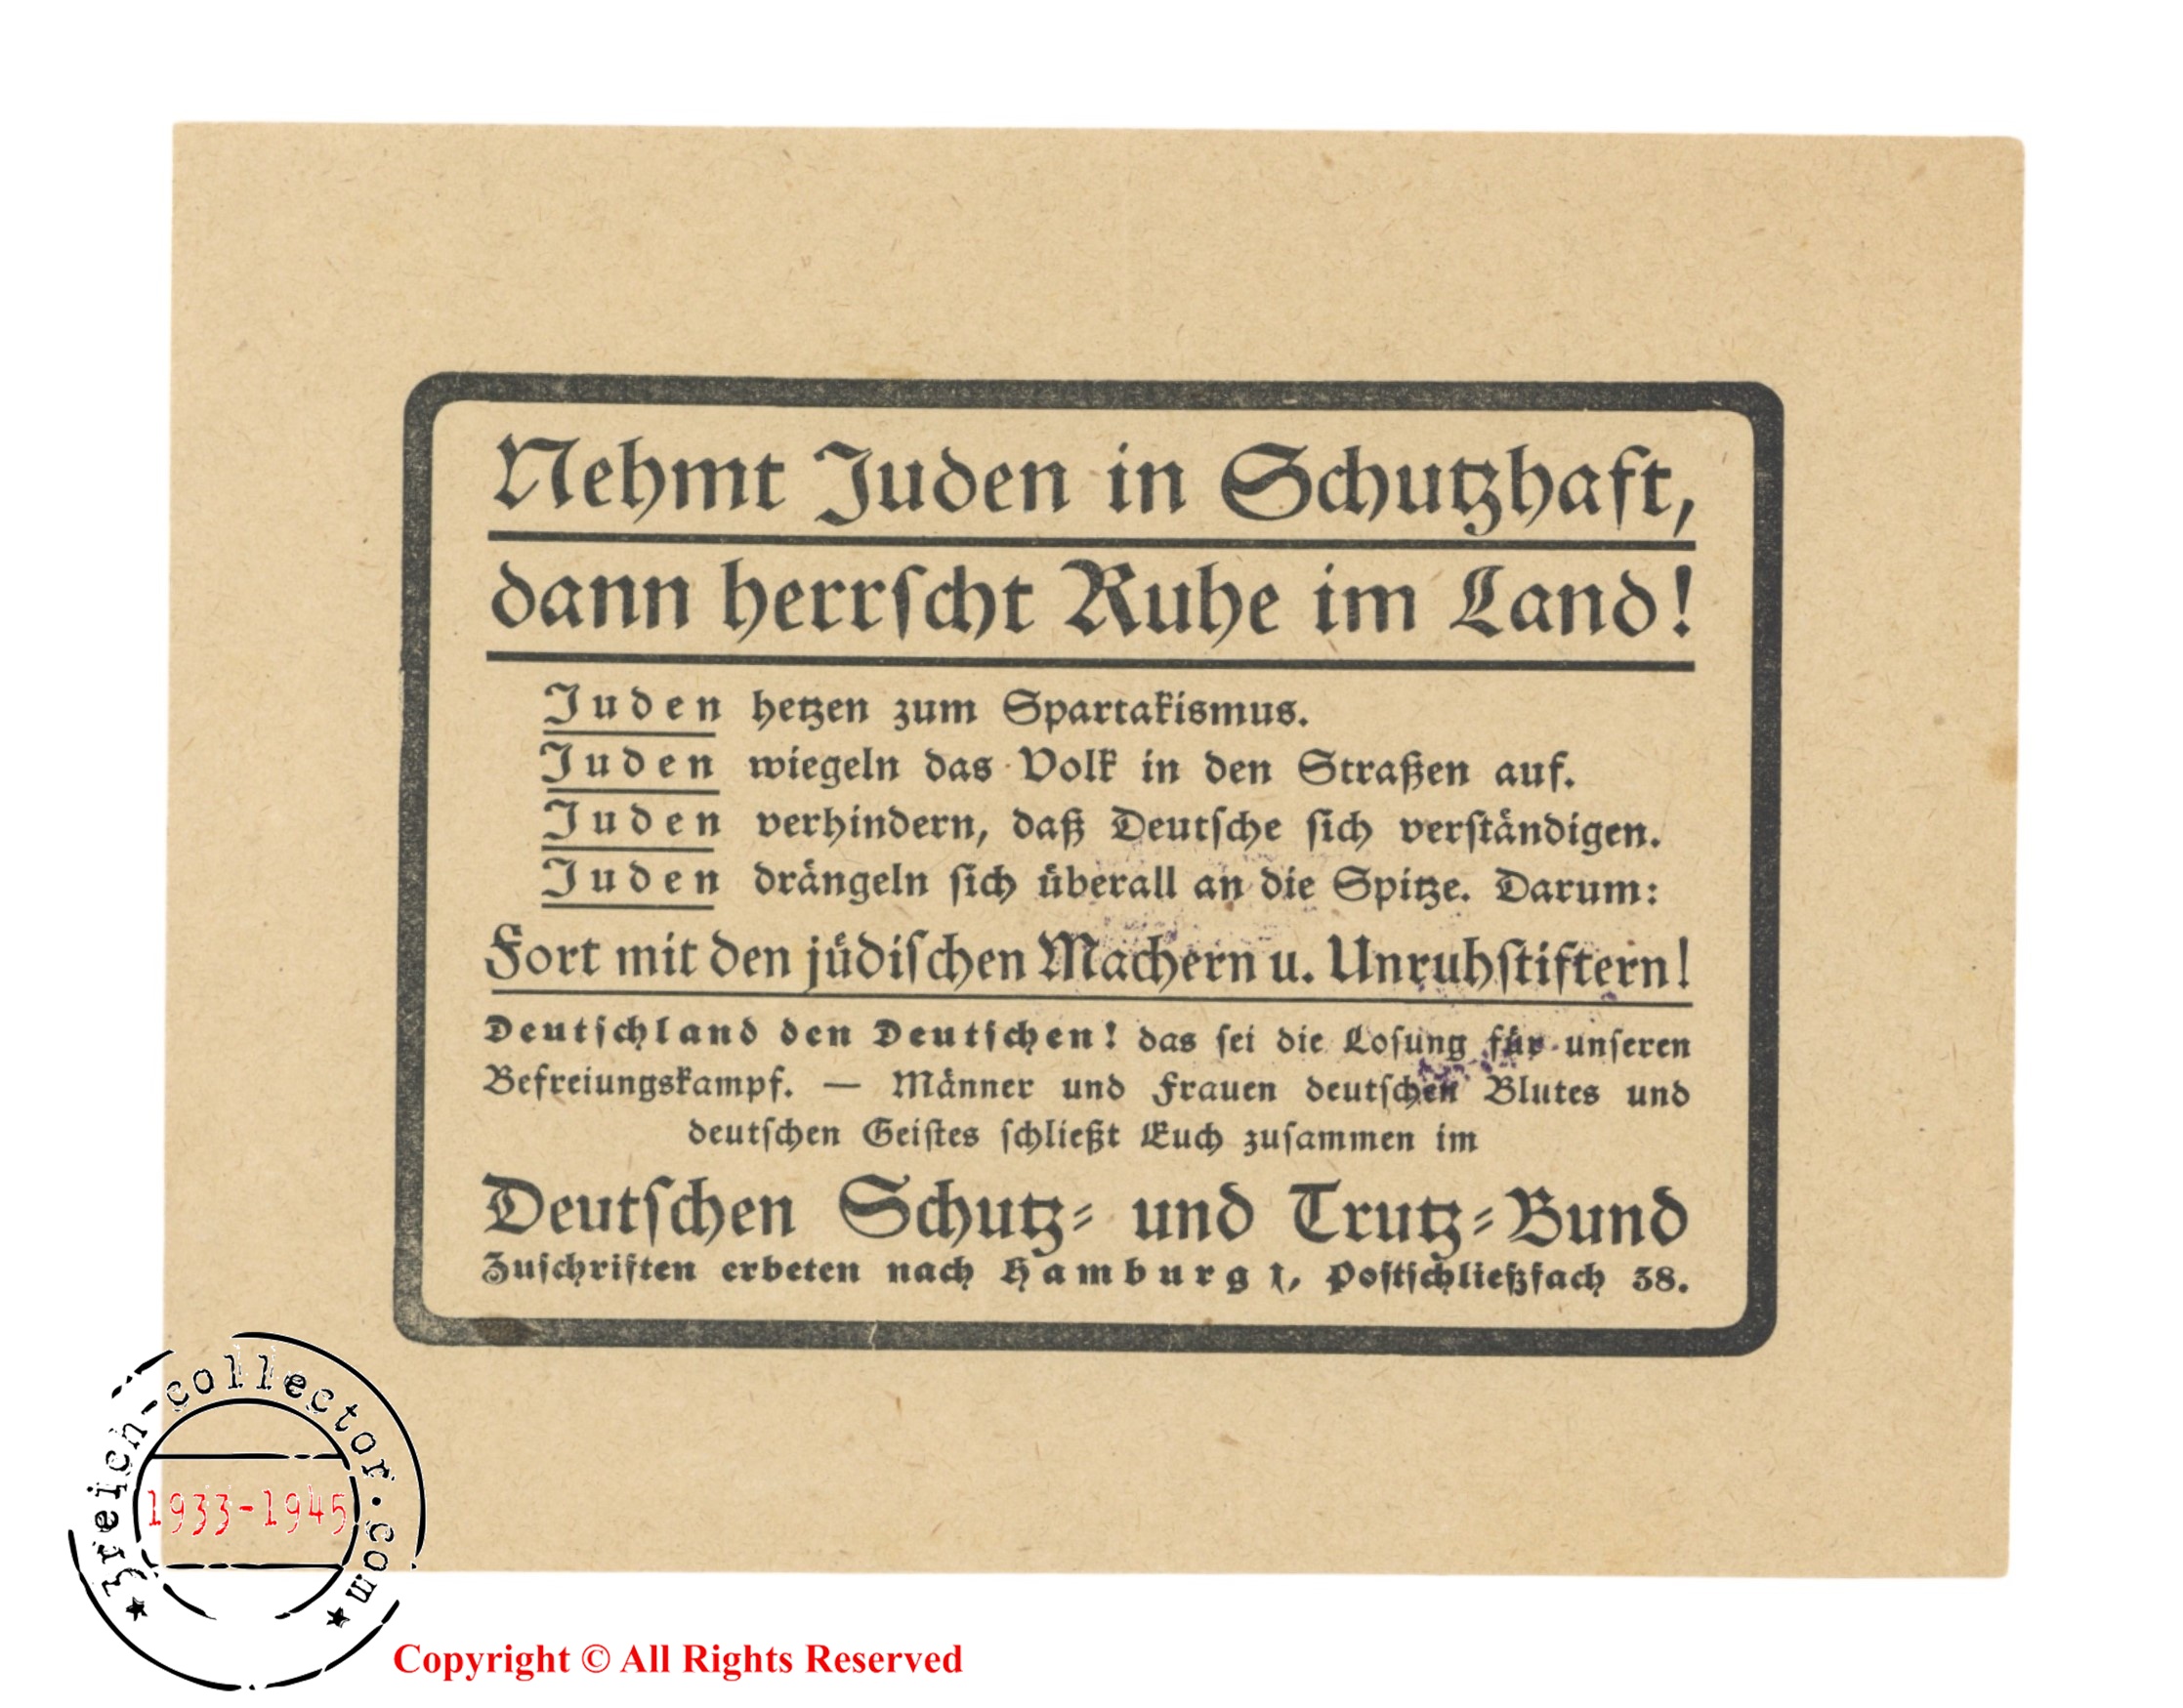 Nehmt Juden in Schutzhaft,
dann herrſcht Ruhe im Land!
Juden hetzen zum Spartakismus.
Juden wiegeln das Volk in den Straßen auf.
Juden verhindern, daß Deutſche ſich verſtändigen.
Juden drängeln ſich überall an die Spitze. Darum:
Fort mit den jüdiſchen Machern u. Unruhſtiftern!
Deutſchland den Deutſchen! das ſei die Loſung für unſeren
Befreiungskampf. — Männer und Frauen deutſchen Blutes und
deutſchen Geiſtes ſchließt Euch zuſammen im
Deutſchen Schutz- und Trutz-Bund
Zuſchriften erbeten nach Hamburg 1, Poſtſchließfach 38.
3reich-collector.com
1933-1945
Copyright © All Rights Reserved